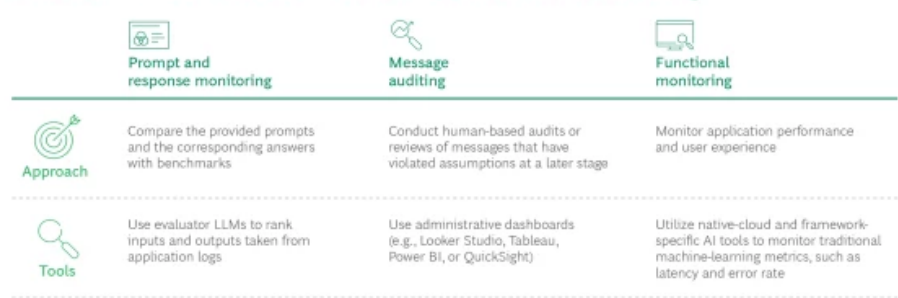 Prompt and
response monitoring
Message
auditing
Functional
monitoring
Approach
Compare the provided prompts
and the corresponding answers
with benchmarks
Conduct human-based audits or
reviews of messages that have
violated assumptions at a later stage
Monitor application performance
and user experience
Tools
Use evaluator LLMs to rank
inputs and outputs taken from
application logs
Use administrative dashboards
(e.g., Looker Studio, Tableau,
Power BI, or QuickSight)
Utilize native-cloud and framework-
specific AI tools to monitor traditional
machine-learning metrics, such as
latency and error rate